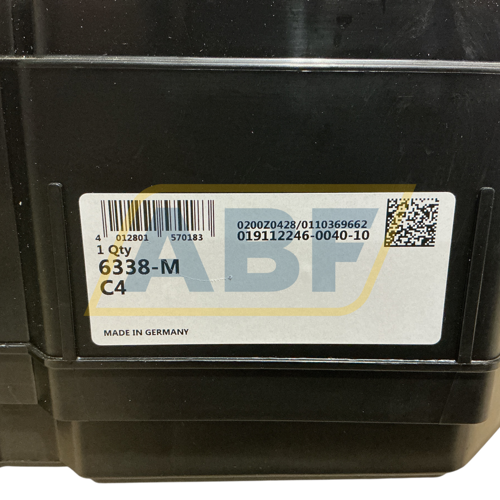 4 012801 570183
0200Z0428/0110369662
019112246-0040-10
1 Qty
6338-M
C4
ABF
MADE IN GERMANY